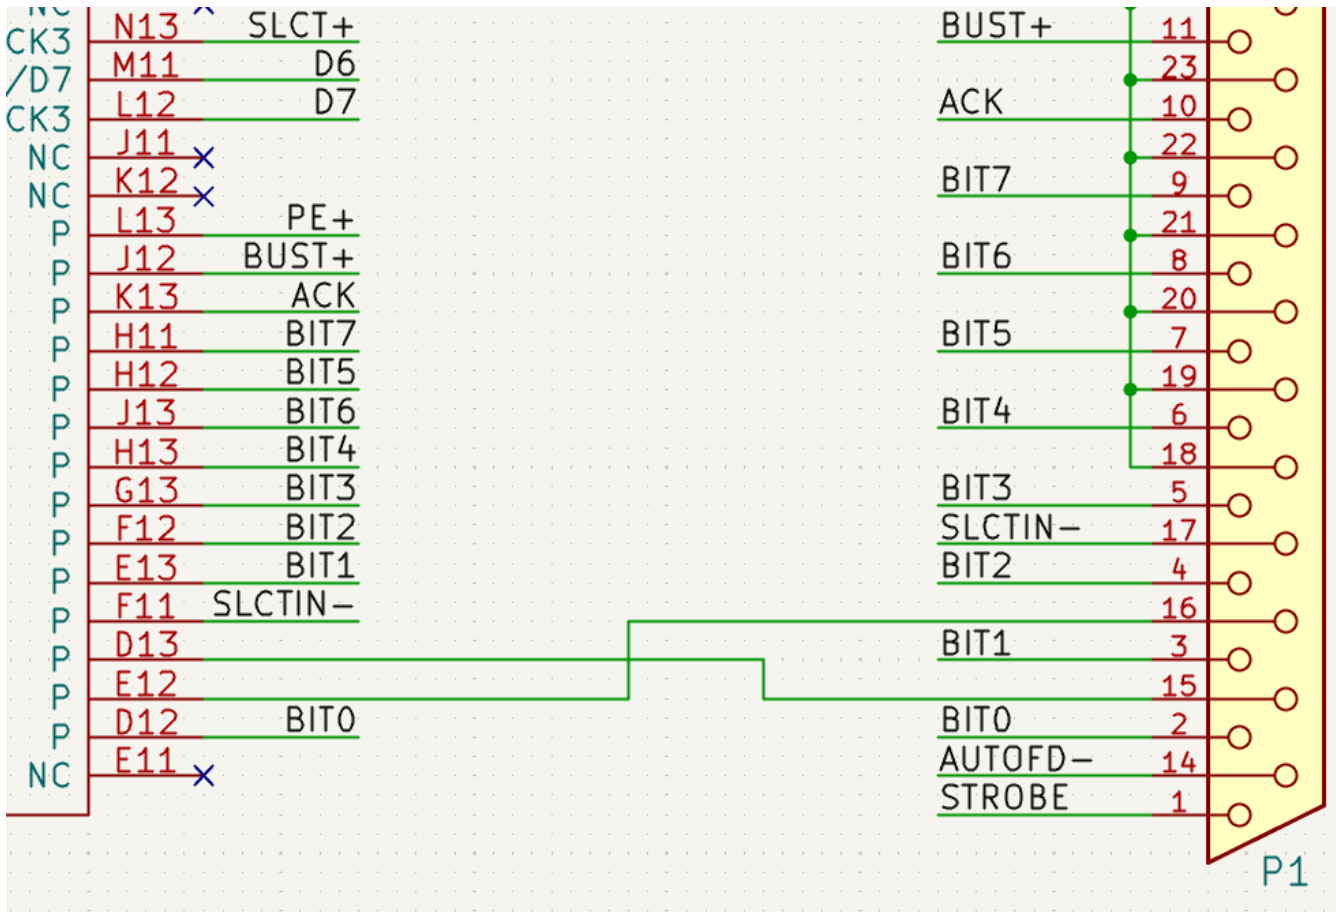 NC
CK3 N13 SLCT+
/D7 M11 D6
CK3 L12 D7
NC J11
NC K12
P L13 PE+
P J12 BUST+
P K13 ACK
P H11 BIT7
P H12 BIT5
P J13 BIT6
P H13 BIT4
P G13 BIT3
P F12 BIT2
P E13 BIT1
P F11 SLCTIN-
P D13
P E12
P D12 BIT0
NC E11
BUST+ 11
23
ACK 10
22
BIT7 9
21
BIT6 8
20
BIT5 7
19
BIT4 6
18
BIT3 5
SLCTIN- 17
BIT2 4
16
BIT1 3
15
BIT0 2
AUTOFD- 14
STROBE 1
P1